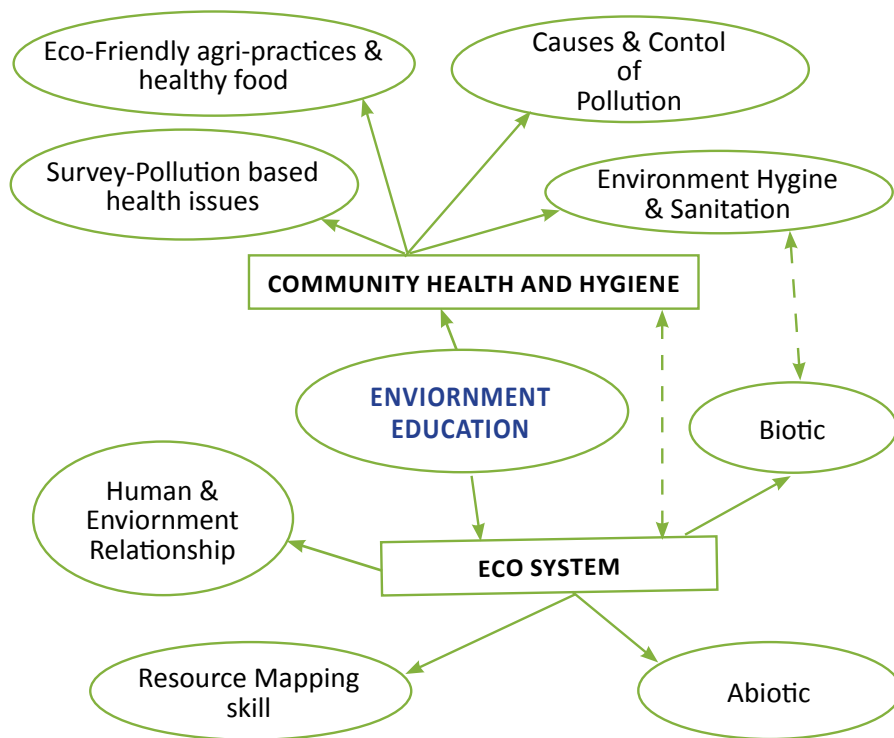 Eco-Friendly agri-practices &
healthy food
Causes & Contol
of
Pollution
Survey-Pollution based
health issues
Environment Hygine
& Sanitation
COMMUNITY HEALTH AND HYGIENE
ENVIORNMENT
EDUCATION
Biotic
Human &
Enviornment
Relationship
ECO SYSTEM
Resource Mapping
skill
Abiotic